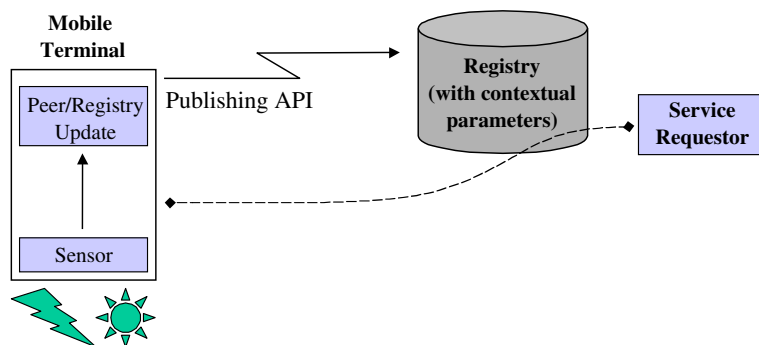 Mobile
Terminal
Peer/Registry
Update
Sensor
Publishing API
Registry
(with contextual
parameters)
Service
Requestor